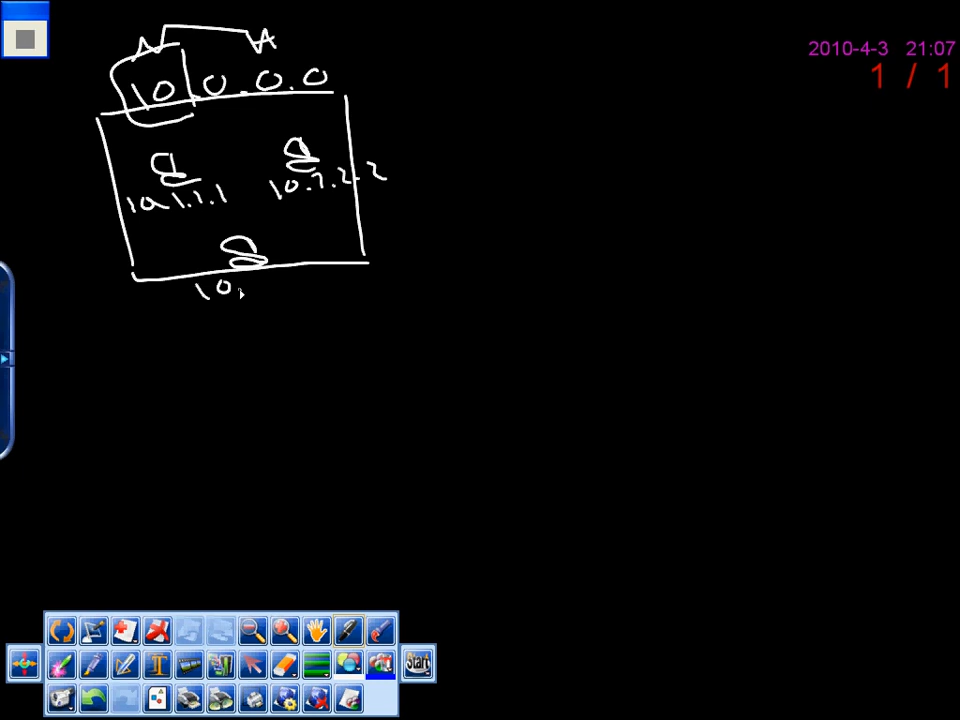 2010-4-3 21:07
1 / 1
N H
10.0.0.0
10.1.1.1
10.7.2.2
10.
Start